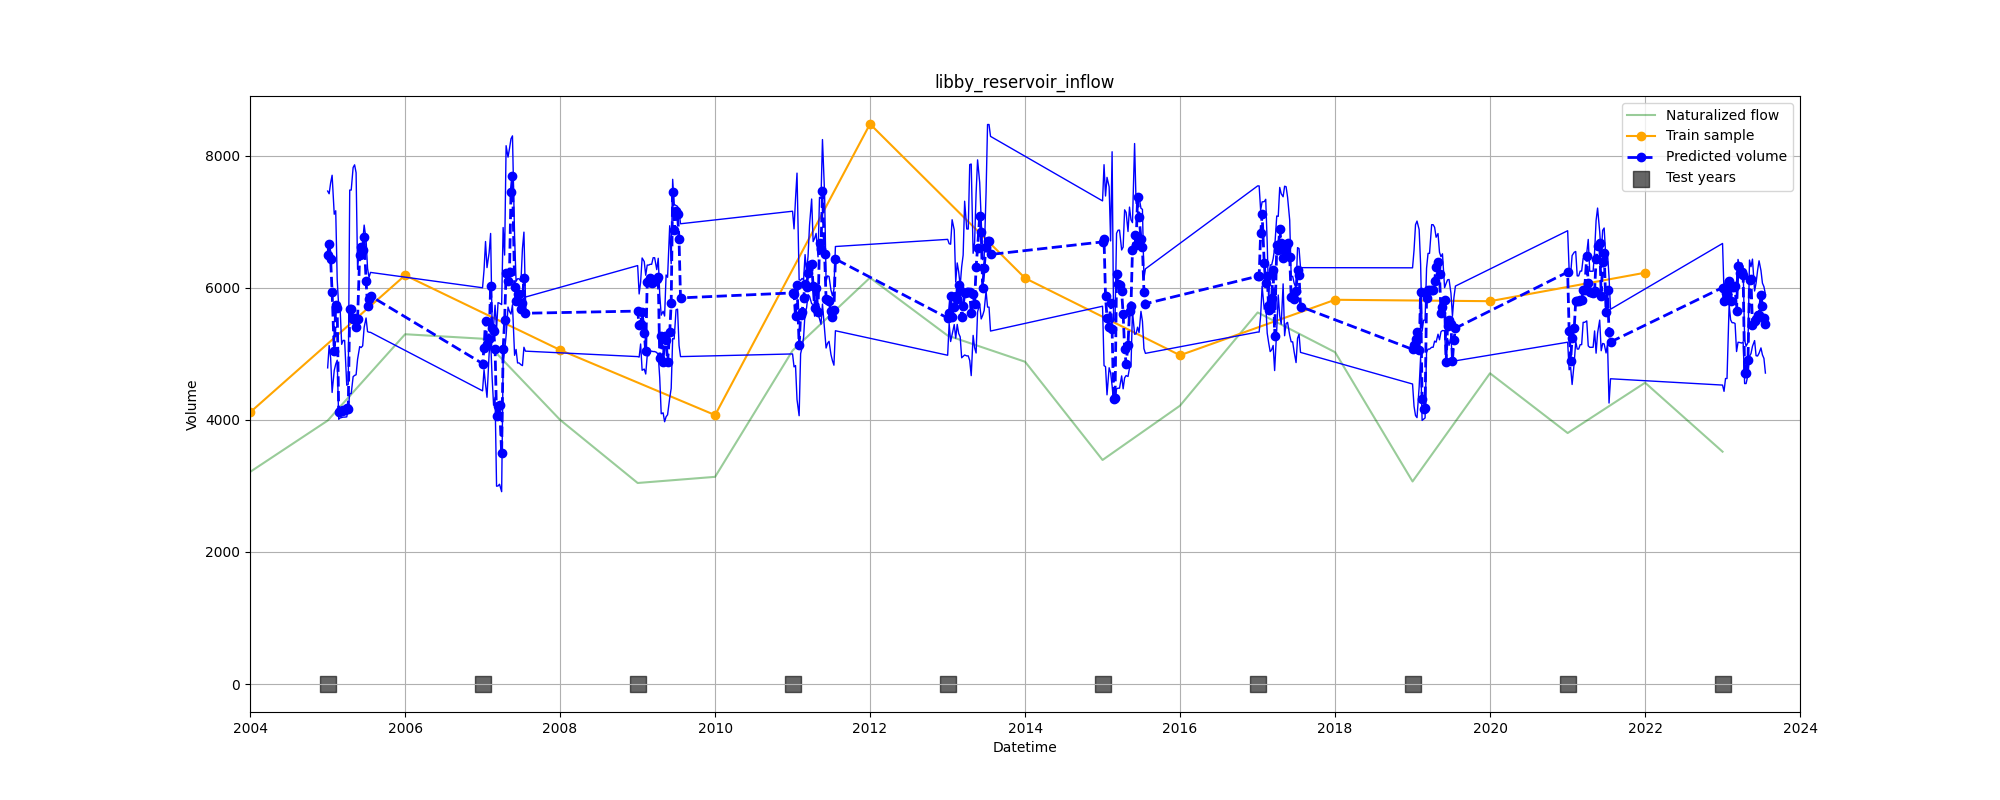 libby_reservoir_inflow
Naturalized flow
Train sample
Predicted volume
Test years
Volume
8000
6000
4000
2000
0
2004 2006 2008 2010 2012 2014 2016 2018 2020 2022 2024
Datetime